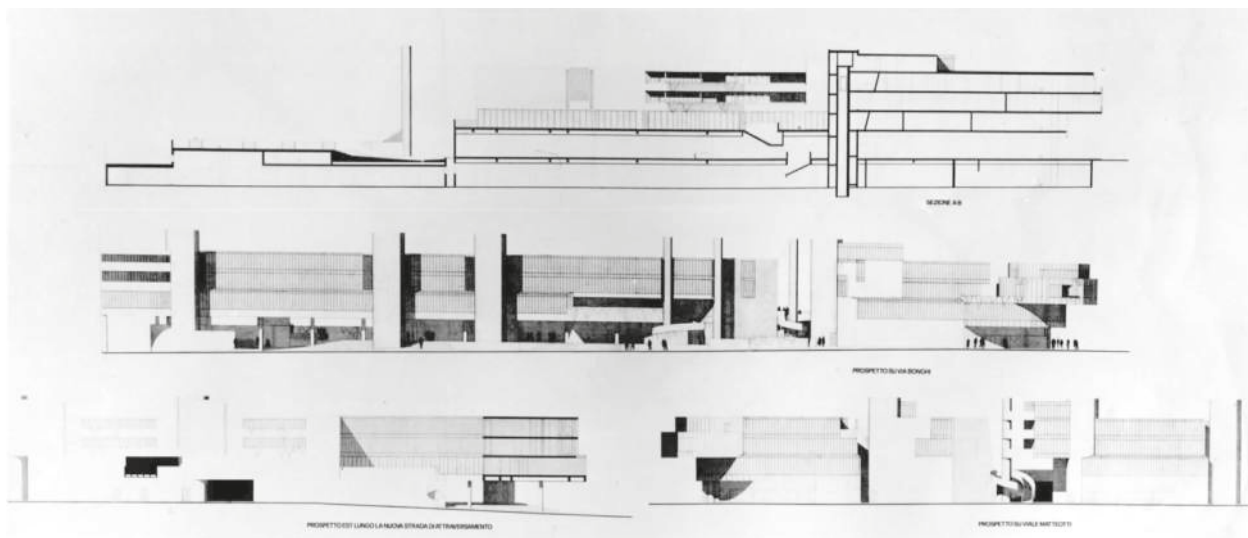 SEZIONE A-B
PROSPETTO SU VIA BONGHI
PROSPETTO EST LUNGO LA NUOVA STRADA DI ATTRAVERSAMENTO
PROSPETTO SU VIALE MATTEOTTI